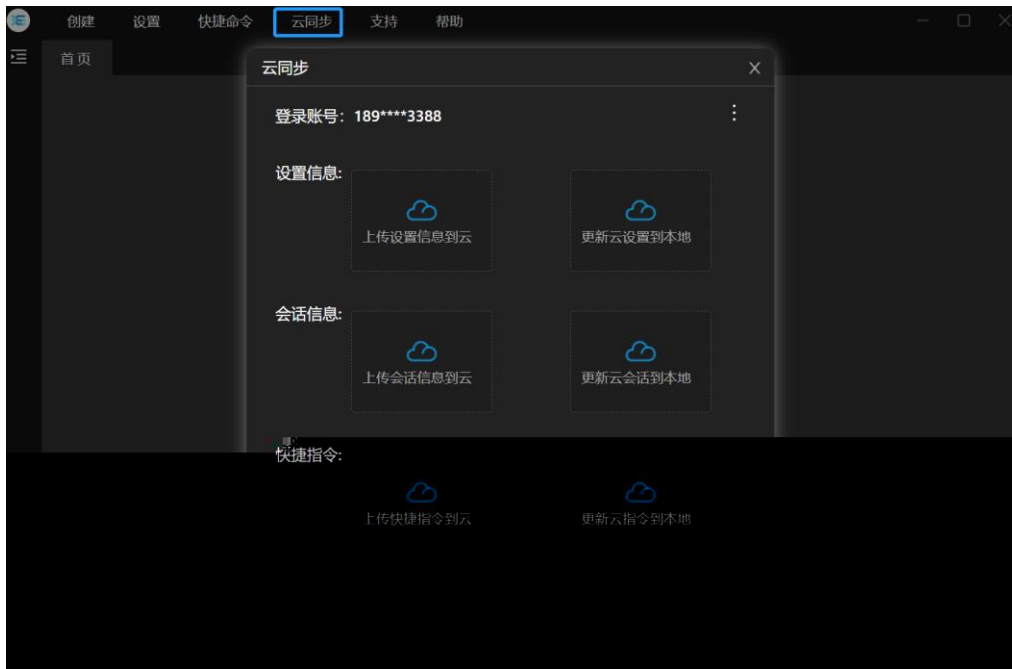 创建 设置 快捷命令 云同步 支持 帮助
首页
云同步
登录账号: 189****3388
设置信息:
上传设置信息到云 更新云设置到本地
会话信息:
上传会话信息到云 更新云会话到本地
快捷指令:
上传快捷指令到云 更新云指令到本地